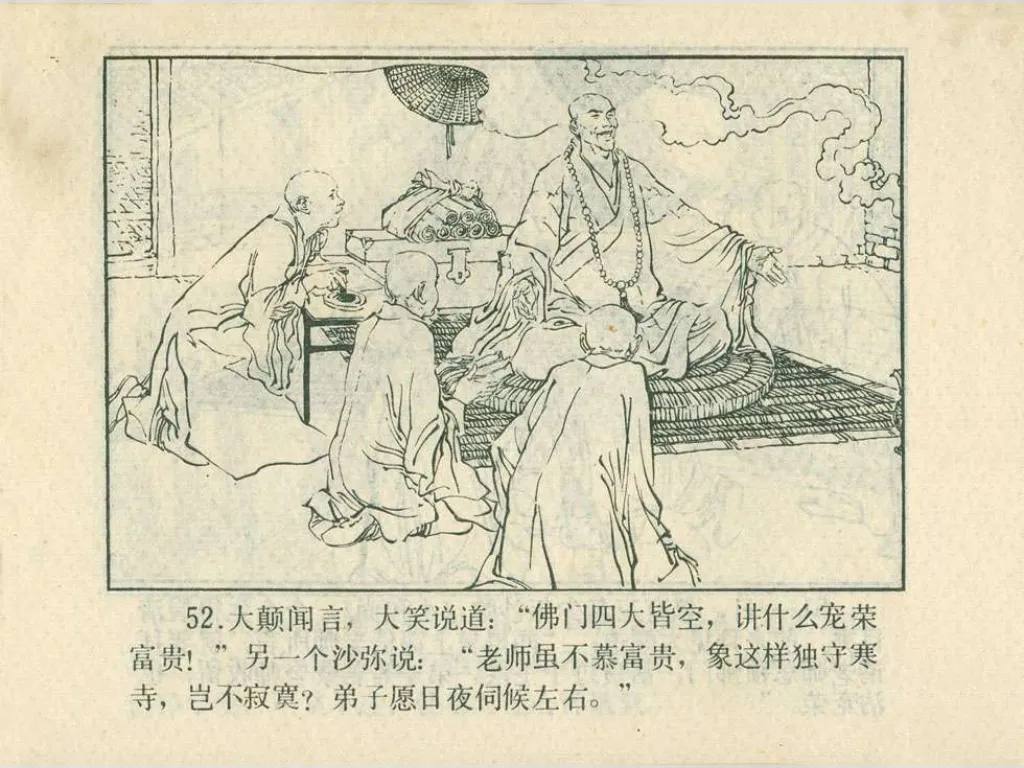 52.大颠闻言，大笑说道：“佛门四大皆空，讲什么宠荣
富贵！”另一个沙弥说：“老师虽不慕富贵，象这样独守寒
寺，岂不寂寞？弟子愿日夜伺候左右。”